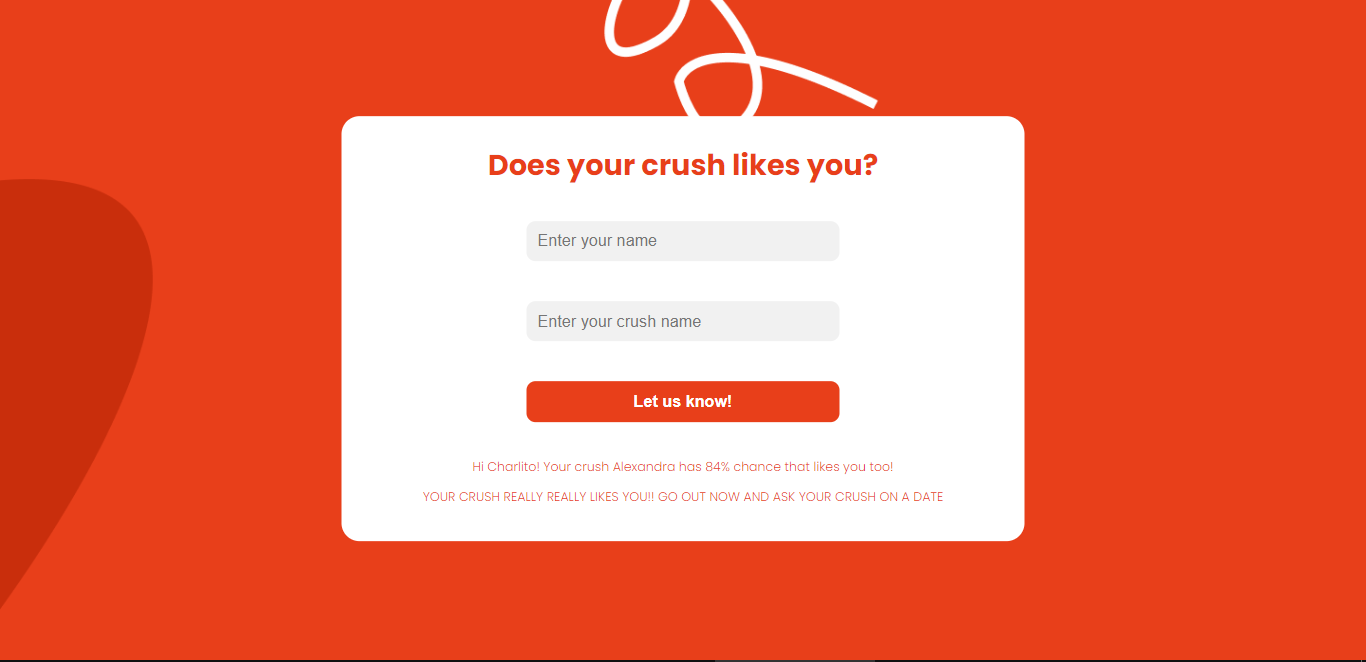 Does your crush likes you?
Enter your name
Enter your crush name
Let us know!
Hi Charlito! Your crush Alexandra has 84% chance that likes you too!
YOUR CRUSH REALLY REALLY LIKES YOU!! GO OUT NOW AND ASK YOUR CRUSH ON A DATE